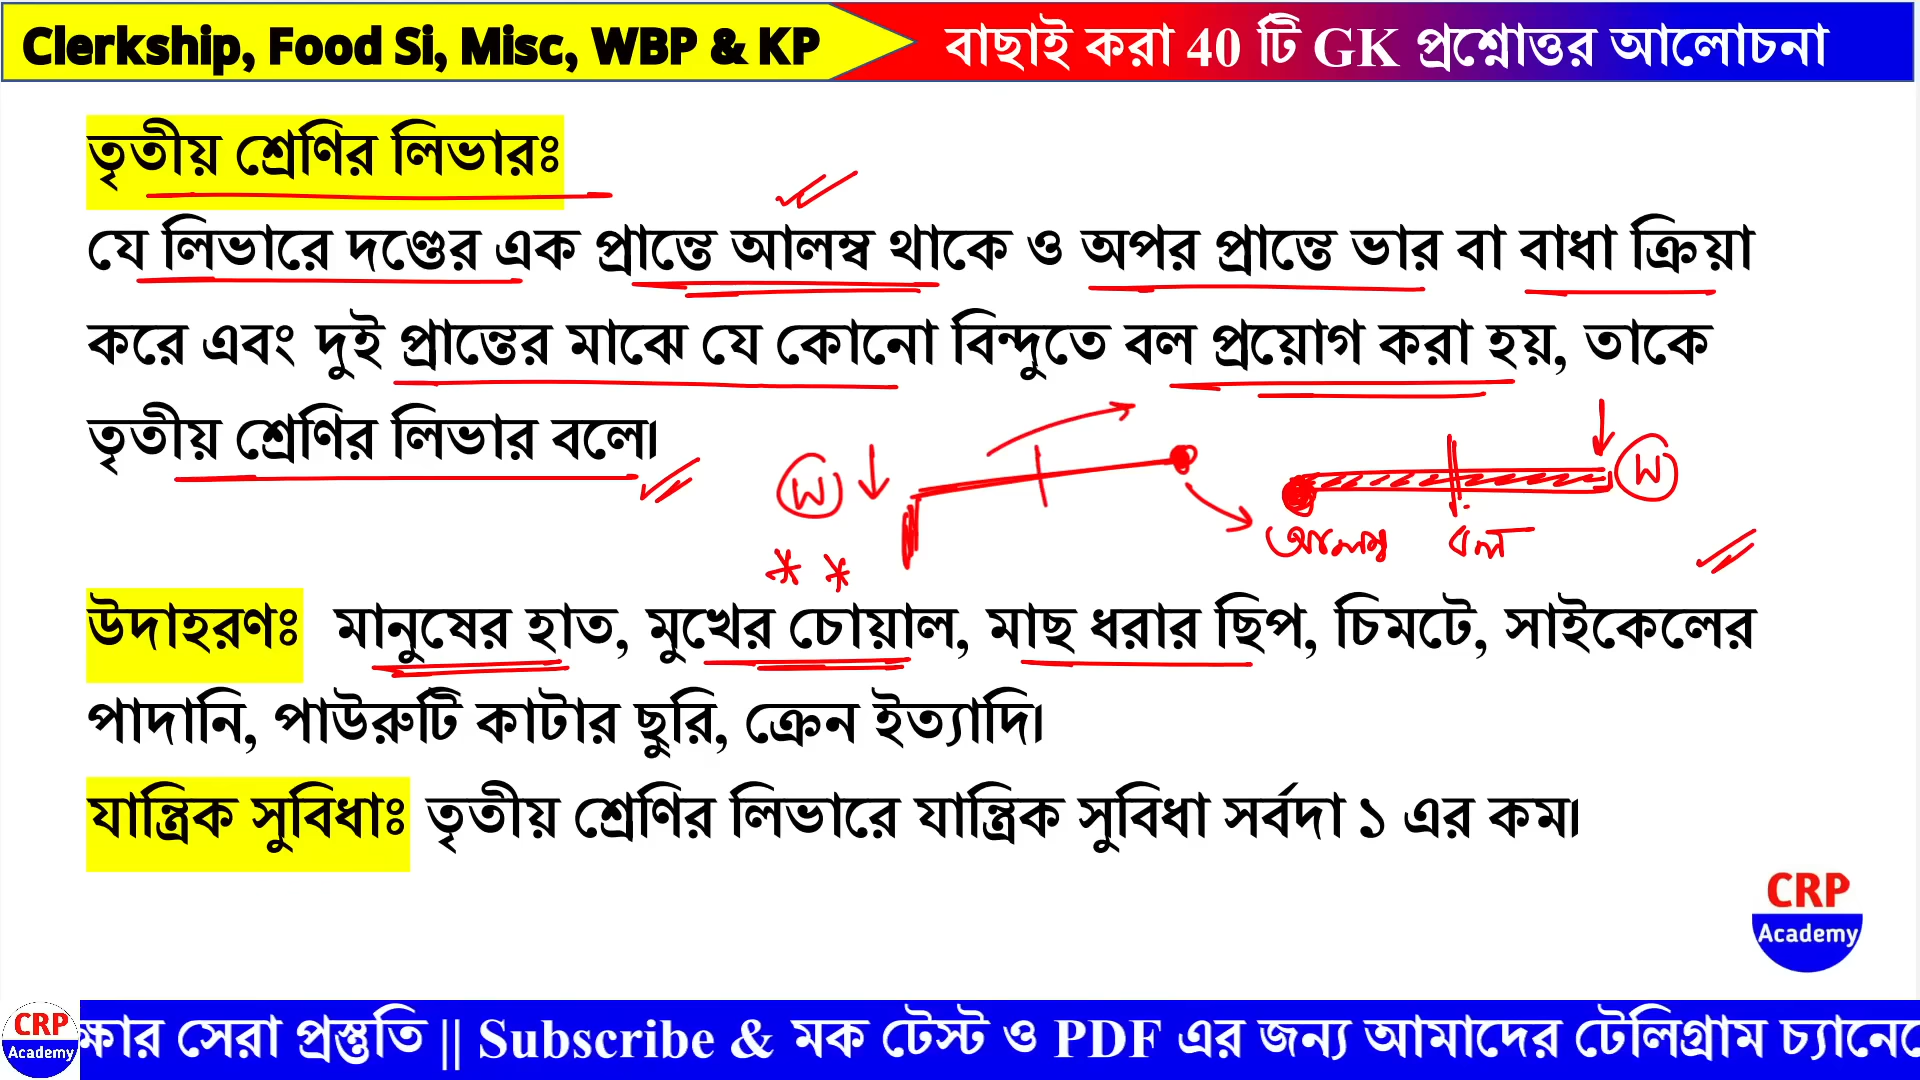 Clerkship, Food Si, Misc, WBP & KP
বাছাই করা 40 টি GK প্রশ্নোত্তর আলোচনা
তৃতীয় শ্রেণির লিভারঃ
যে লিভারে দণ্ডের এক প্রান্তে আলম্ব থাকে ও অপর প্রান্তে ভার বা বাধা ক্রিয়া
করে এবং দুই প্রান্তের মাঝে যে কোনো বিন্দুতে বল প্রয়োগ করা হয়, তাকে
তৃতীয় শ্রেণির লিভার বলে।
W
W
আলম্ব বল
উদাহরণঃ মানুষের হাত, মুখের চোয়াল, মাছ ধরার ছিপ, চিমটে, সাইকেলের
পাদানি, পাউরুটি কাটার ছুরি, ক্রেন ইত্যাদি।
যান্ত্রিক সুবিধাঃ তৃতীয় শ্রেণির লিভারে যান্ত্রিক সুবিধা সর্বদা ১ এর কম।
CRP
Academy
CRP
Academy
ক্ষার সেরা প্রস্তুতি || Subscribe & মক টেস্ট ও PDF এর জন্য আমাদের টেলিগ্রাম